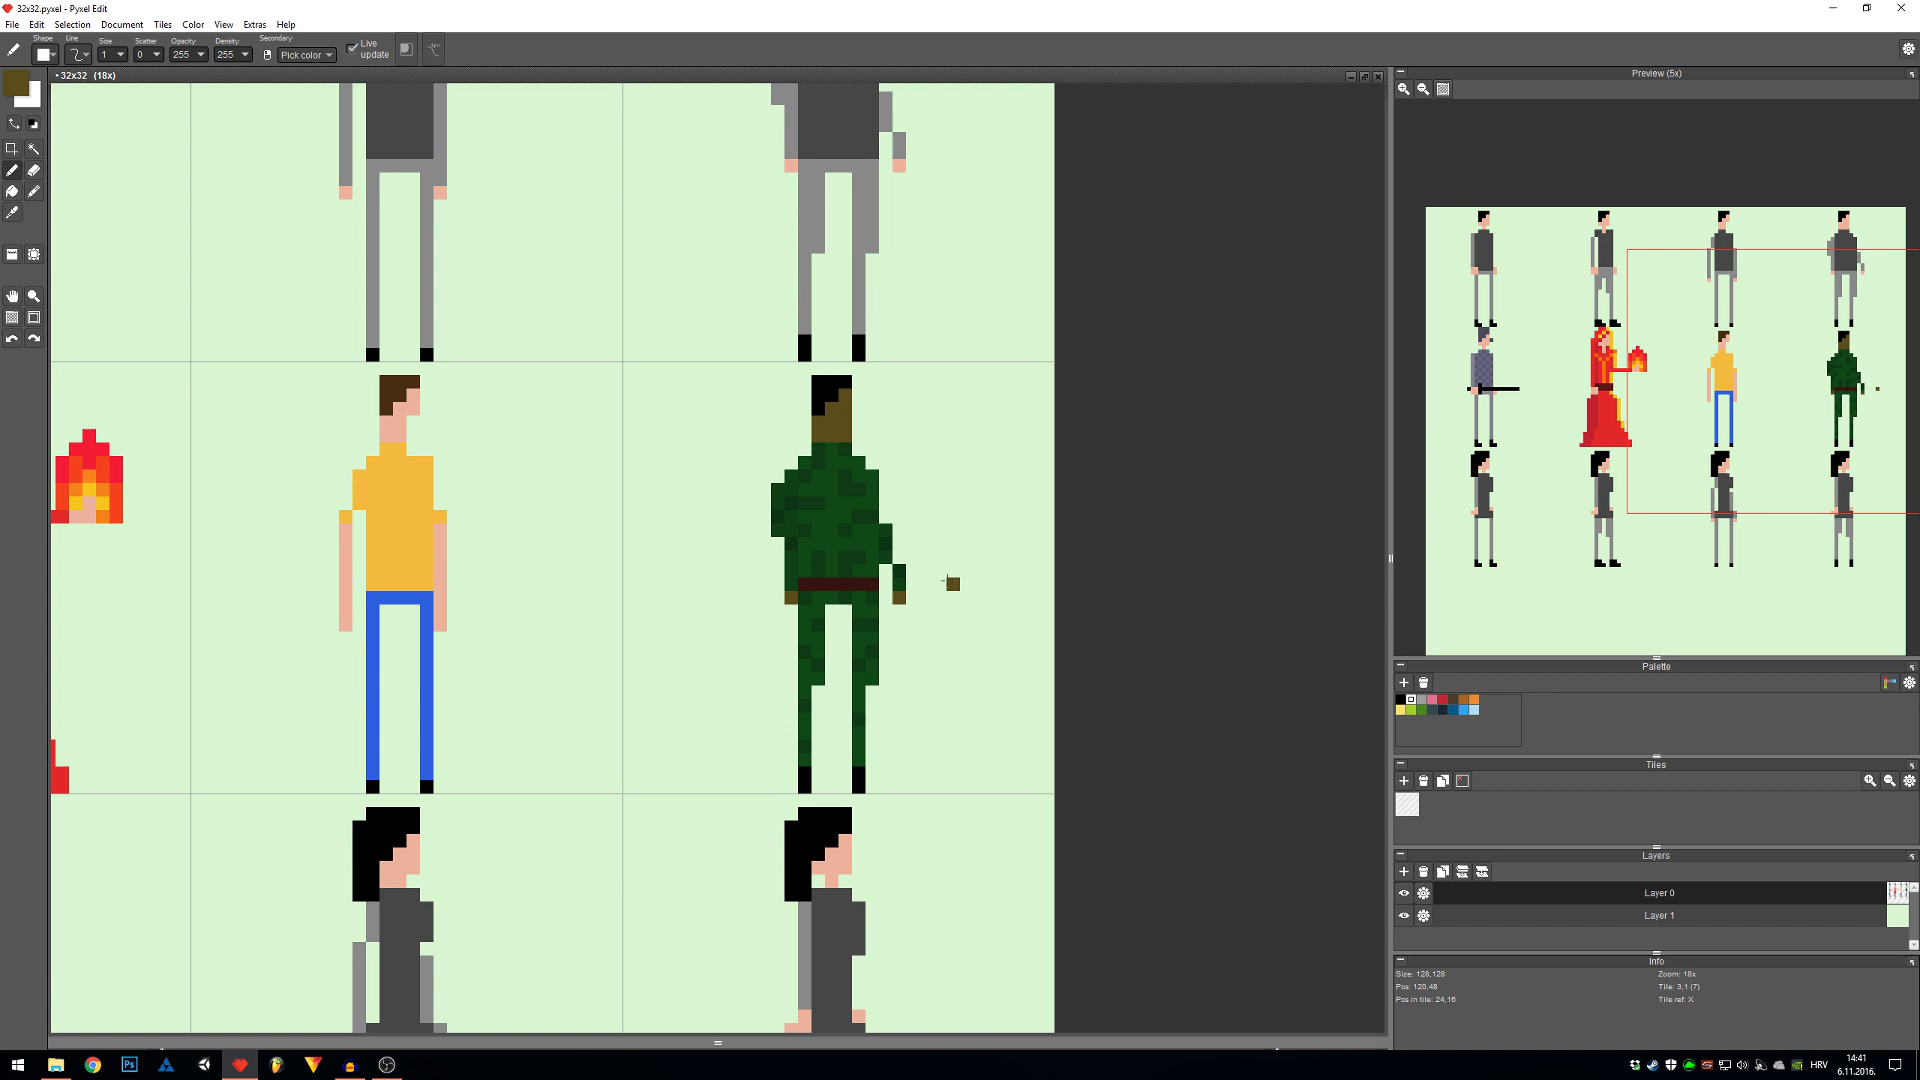 32x32.pyxel - Pyxel Edit
File Edit Selection Document Tiles Color View Extras Help
Shape Line Size Scatter Opacity Density Secondary
1 0 255 255 Pick color Live update
• 32x32 (18x)
Preview (5x)
Palette
Tiles
Layers
Layer 0
Layer 1
Info
Size: 128,128 Zoom: 18x
Pos: 120,48 Tile: 3,1 (7)
Pos in tile: 24,16 Tile ref: X
Ps
HRV
14:41
6.11.2016.